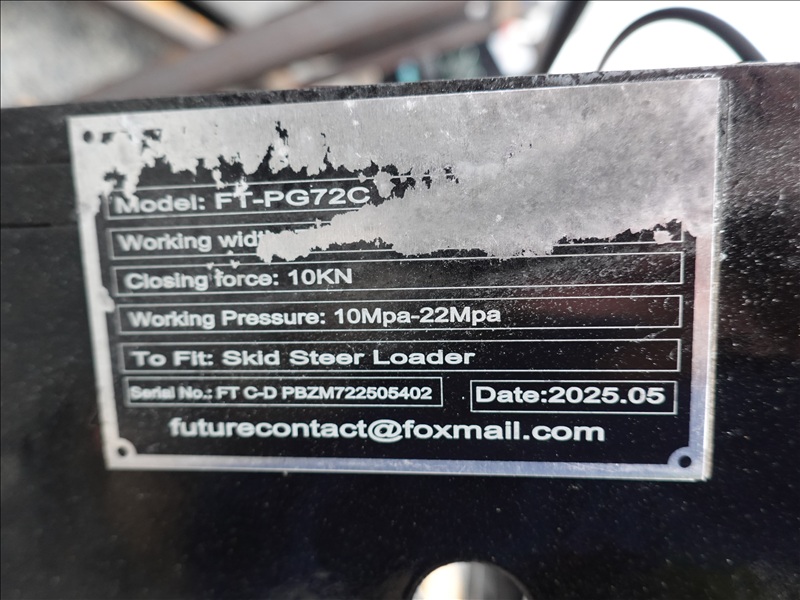 Model: FT-PG72C
Working
Closing force: 10KN
Working Pressure: 10Mpa-22Mpa
To Fit: Skid Steer Loader
Serial No.: FT C-D PBZM722505402
Date:2025.05
futurecontact@foxmail.com